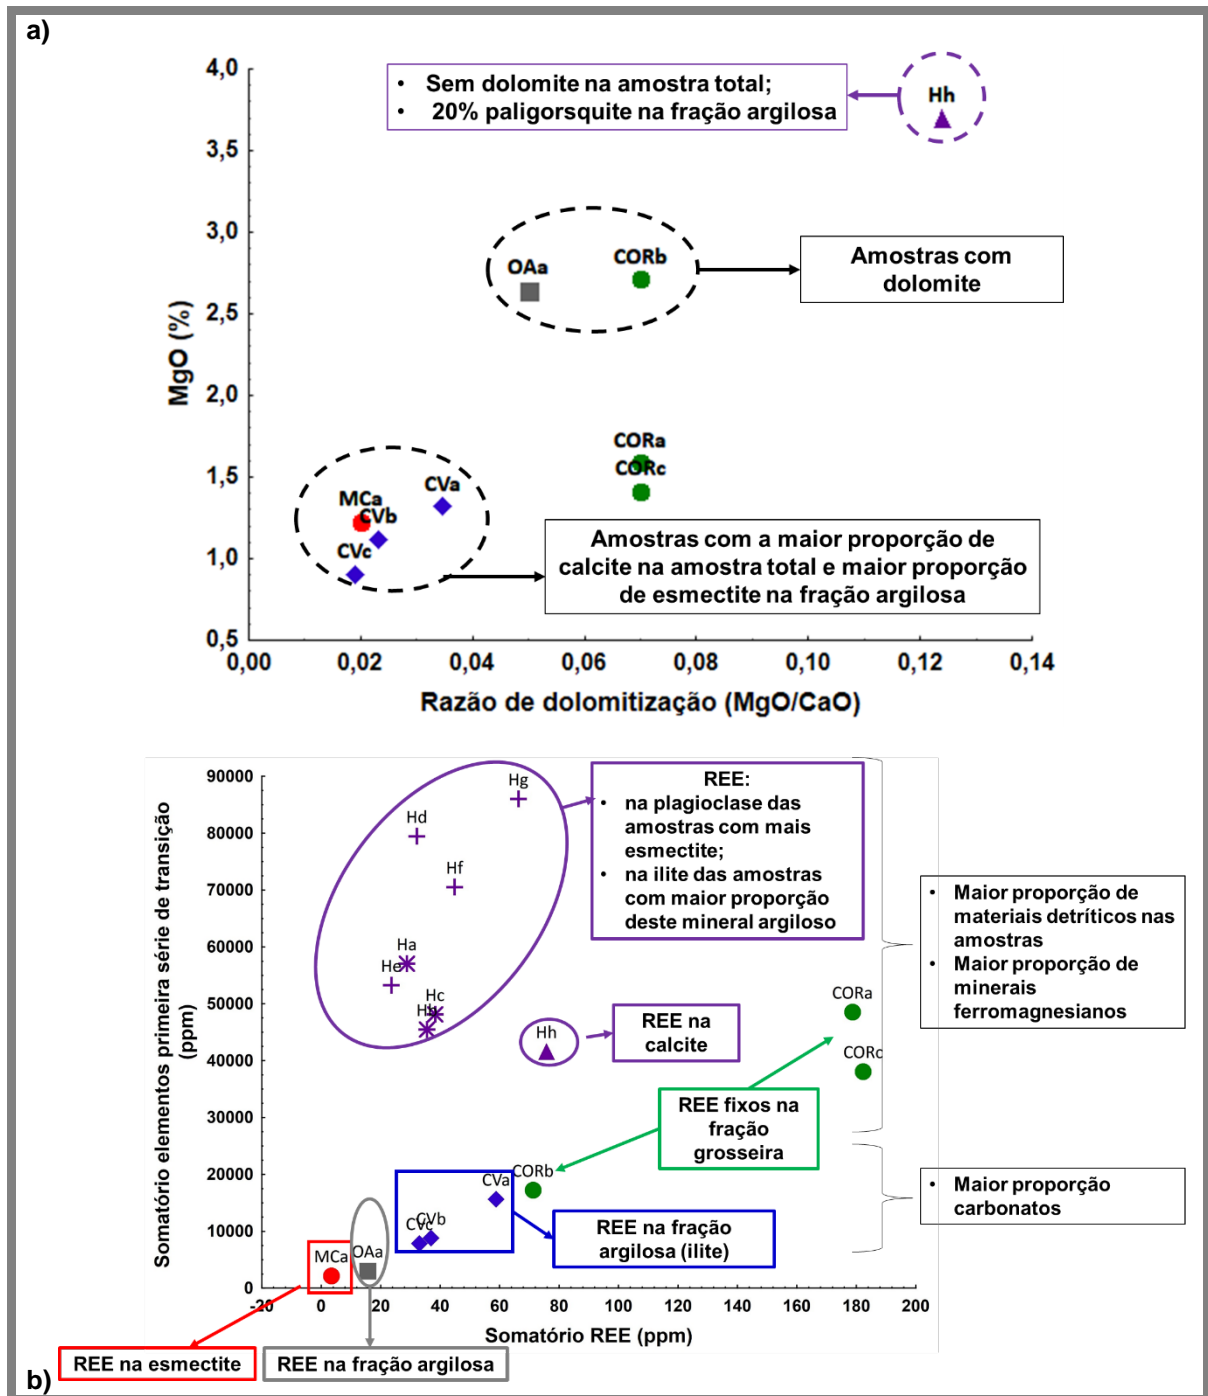 a)
4,0
3,5
3,0
2,5
2,0
1,5
1,0
0,5
MgO (%)
• Sem dolomite na amostra total;
• 20% paligorsquite na fração argilosa
Hh
OAa
CORb
Amostras com
dolomite
CORa
CORc
CVa
MCa
CVb
CVc
Amostras com a maior proporção de
calcite na amostra total e maior proporção
de esmectite na fração argilosa
0,00 0,02 0,04 0,06 0,08 0,10 0,12 0,14
Razão de dolomitização (MgO/CaO)
Somatório elementos primeira série de transição
(ppm)
90000
80000
70000
60000
50000
40000
30000
20000
10000
0
Hg
Hd
Hf
Ha
He
Hc
Hb
REE:
• na plagioclase das
amostras com mais
esmectite;
• na ilite das amostras
com maior proporção
deste mineral argiloso
• Maior proporção de
materiais detríticos nas
amostras
• Maior proporção de
minerais
ferromagnesianos
Hh
REE na
calcite
CORa
CORc
REE fixos na
fração
grosseira
CORb
CVa
CVb
CVc
REE na fração
argilosa (ilite)
• Maior proporção
carbonatos
MCa
OAa
-20 0 20 40 60 80 100 120 140 160 180 200
Somatório REE (ppm)
REE na esmectite
REE na fração argilosa
b)